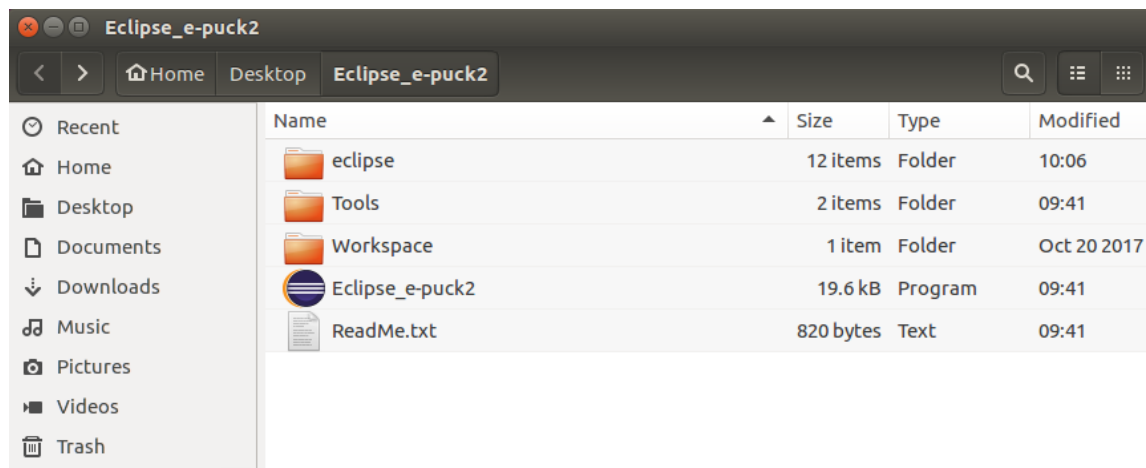 Eclipse_e-puck2
Home Desktop Eclipse_e-puck2
Recent
Home
Desktop
Documents
Downloads
Music
Pictures
Videos
Trash
Name Size Type Modified
eclipse 12 items Folder 10:06
Tools 2 items Folder 09:41
Workspace 1 item Folder Oct 20 2017
Eclipse_e-puck2 19.6 kB Program 09:41
ReadMe.txt 820 bytes Text 09:41